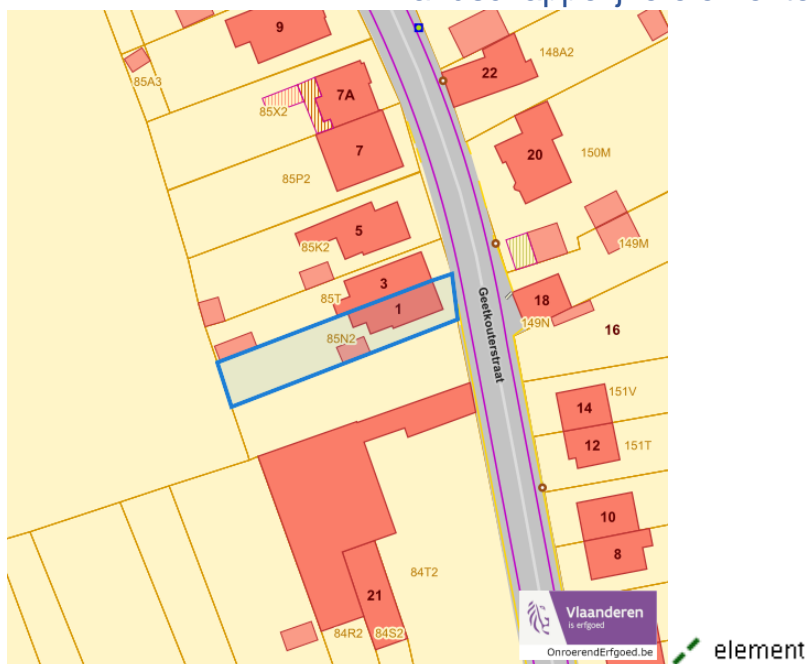 9
85A3
7A
85X2
7
85P2
5
85K2
3
85T
1
85N2
22
148A2
20
150M
149M
18
149N
16
Geetkouterstraat
151V
14
12
151T
10
8
84T2
21
84R2
84S2
Vlaanderen
is erfgoed
OnroerendErfgoed.be
element